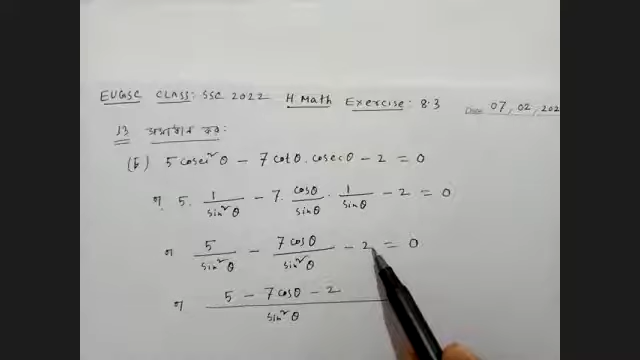 EUGSC CLASS: SSC 2022 H Math Exercise: 8.3 Date: 07, 02, 202
13 সমাধান কর:
(ϟ) 5 cosec²θ - 7 cotθ . cosecθ - 2 = 0
বা, 5. 1/sin²θ - 7. cosθ/sinθ . 1/sinθ - 2 = 0
বা 5/sin²θ - 7cosθ/sin²θ - 2 = 0
বা 5 - 7cosθ - 2/sin²θ